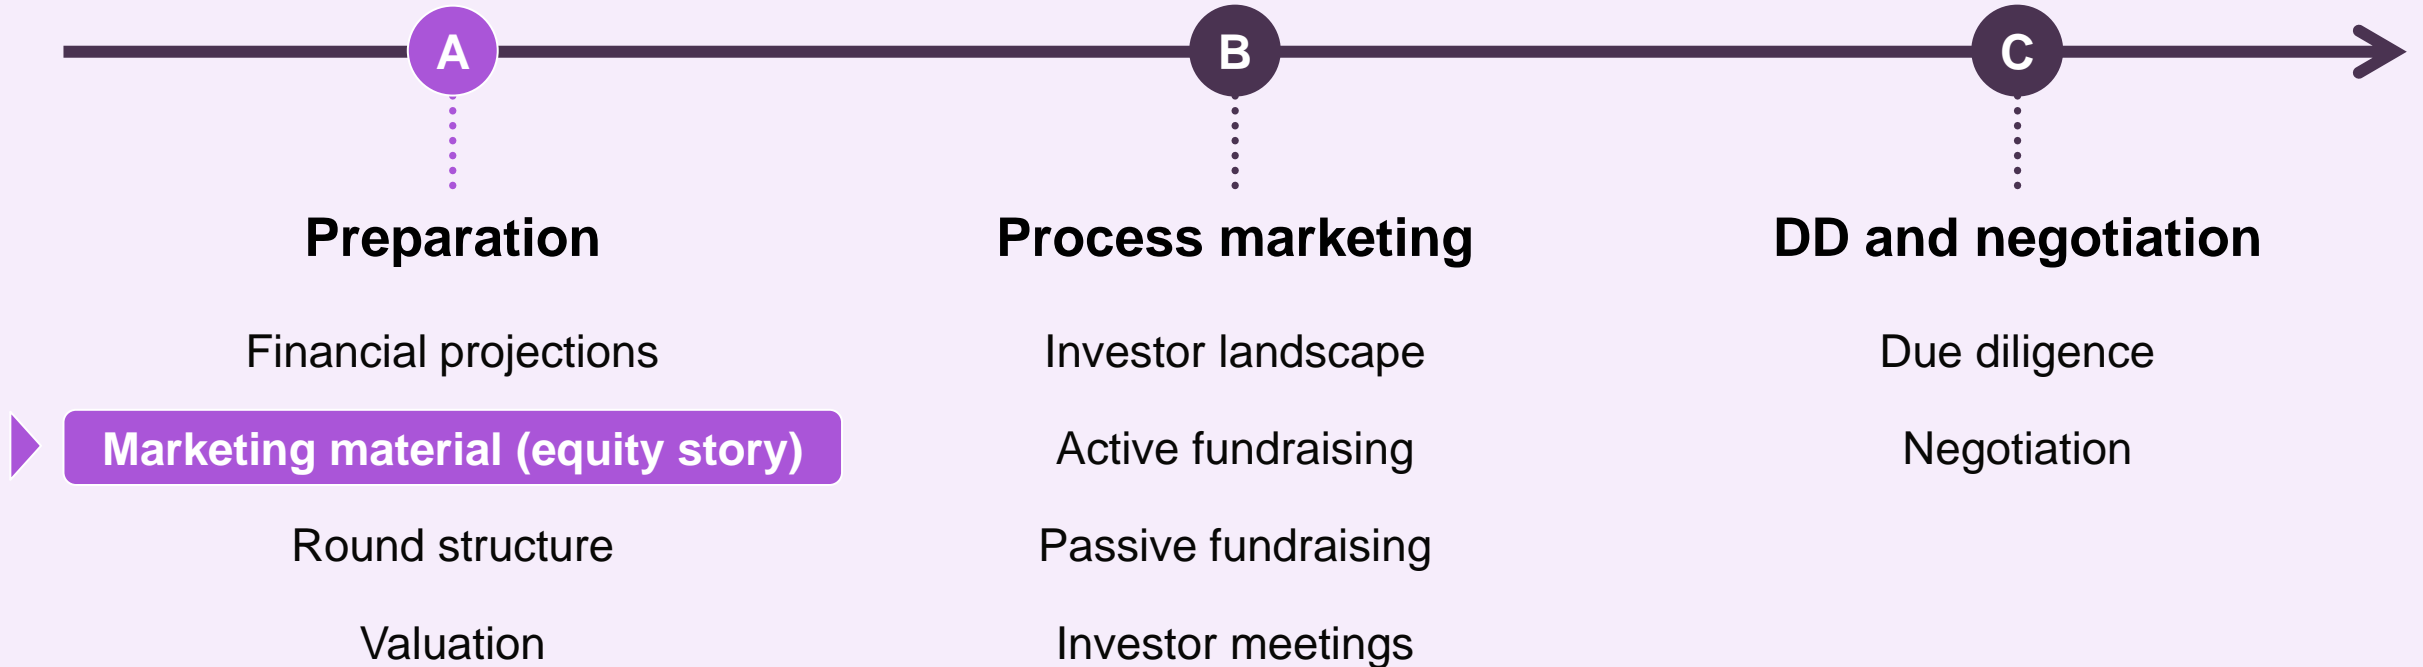 A
B
C
Preparation
Financial projections
Marketing material (equity story)
Round structure
Valuation
Process marketing
Investor landscape
Active fundraising
Passive fundraising
Investor meetings
DD and negotiation
Due diligence
Negotiation